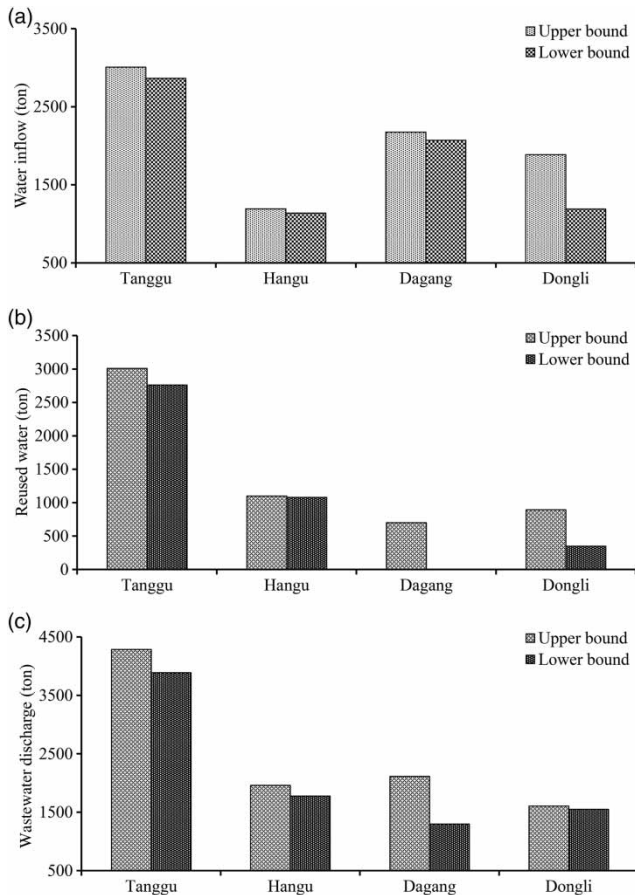 (a)
3500
2500
1500
500
Water inflow (ton)
Upper bound
Lower bound
Tanggu Hangu Dagang Dongli
(b)
3500
3000
2500
2000
1500
1000
500
0
Reused water (ton)
Upper bound
Lower bound
Tanggu Hangu Dagang Dongli
(c)
4500
3500
2500
1500
500
Wastewater discharge (ton)
Upper bound
Lower bound
Tanggu Hangu Dagang Dongli